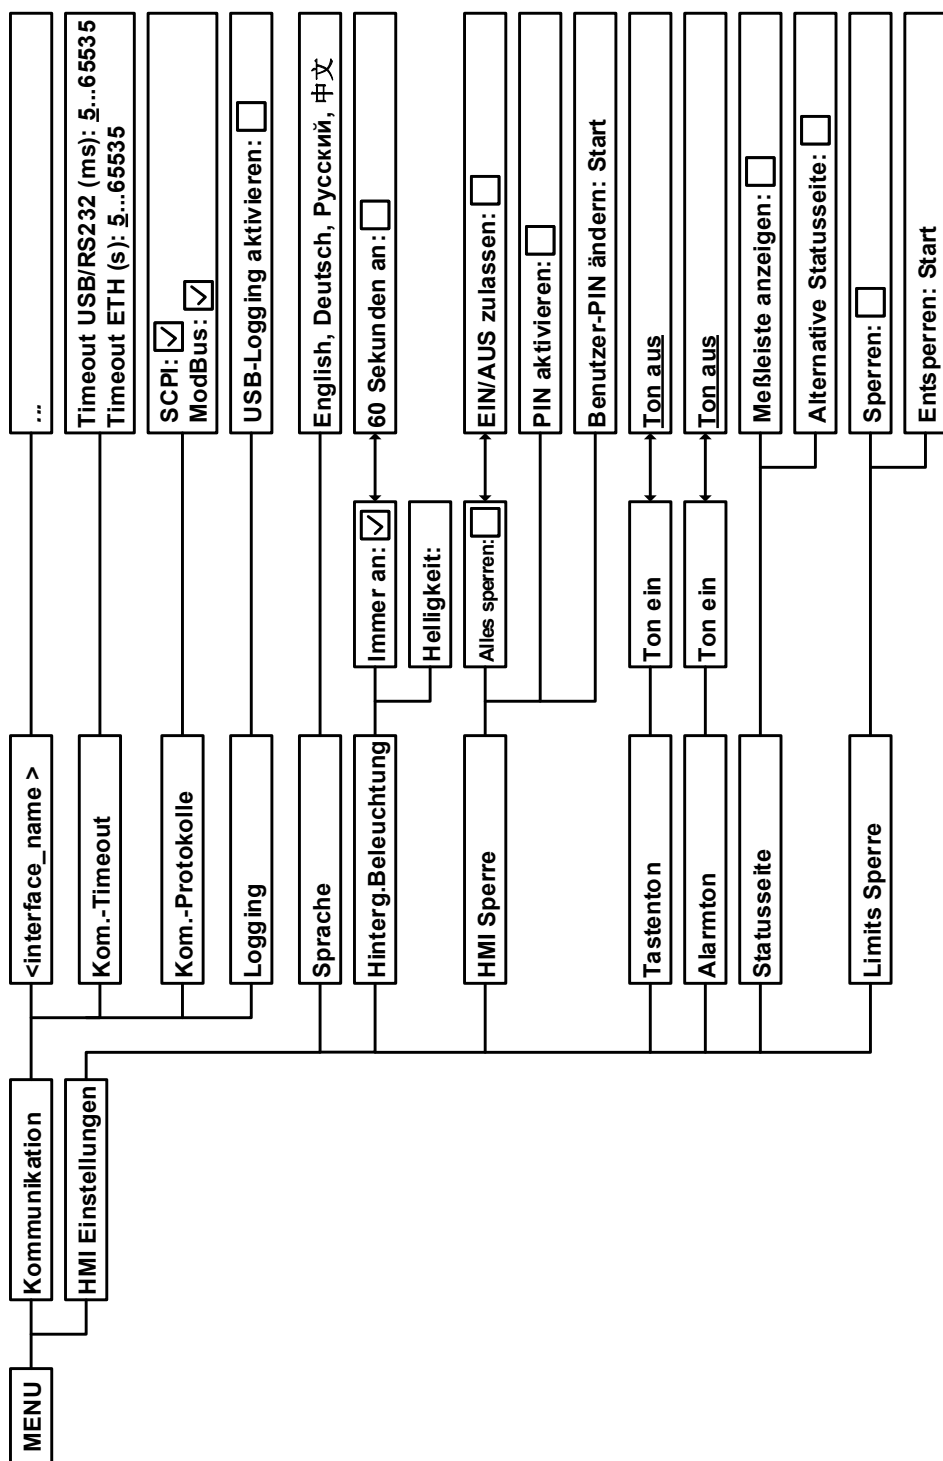 MENU
Kommunikation
<interface_name >
...
Kom.-Timeout
Timeout USB/RS232 (ms): 5...65535
Timeout ETH (s): 5...65535
Kom.-Protokolle
SCPI:
ModBus:
Logging
USB-Logging aktivieren:
HMI Einstellungen
Sprache
English, Deutsch, Русский, 中文
Hinterg.Beleuchtung
Immer an:
60 Sekunden an:
Helligkeit:
HMI Sperre
Alles sperren:
EIN/AUS zulassen:
PIN aktivieren:
Benutzer-PIN ändern: Start
Tastenton
Ton ein
Ton aus
Alarmton
Ton ein
Ton aus
Statusseite
Meßleiste anzeigen:
Alternative Statusseite:
Limits Sperre
Sperren:
Entsperren: Start